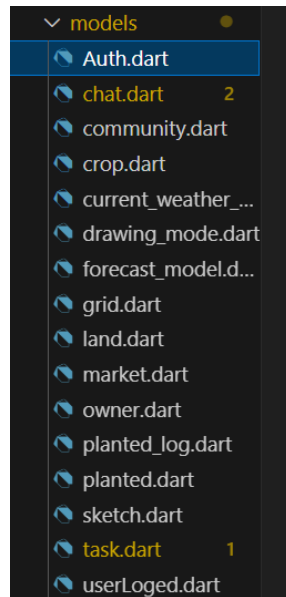 models
Auth.dart
chat.dart 2
community.dart
crop.dart
current_weather_...
drawing_mode.dart
forecast_model.d...
grid.dart
land.dart
market.dart
owner.dart
planted_log.dart
planted.dart
sketch.dart
task.dart 1
userLoged.dart